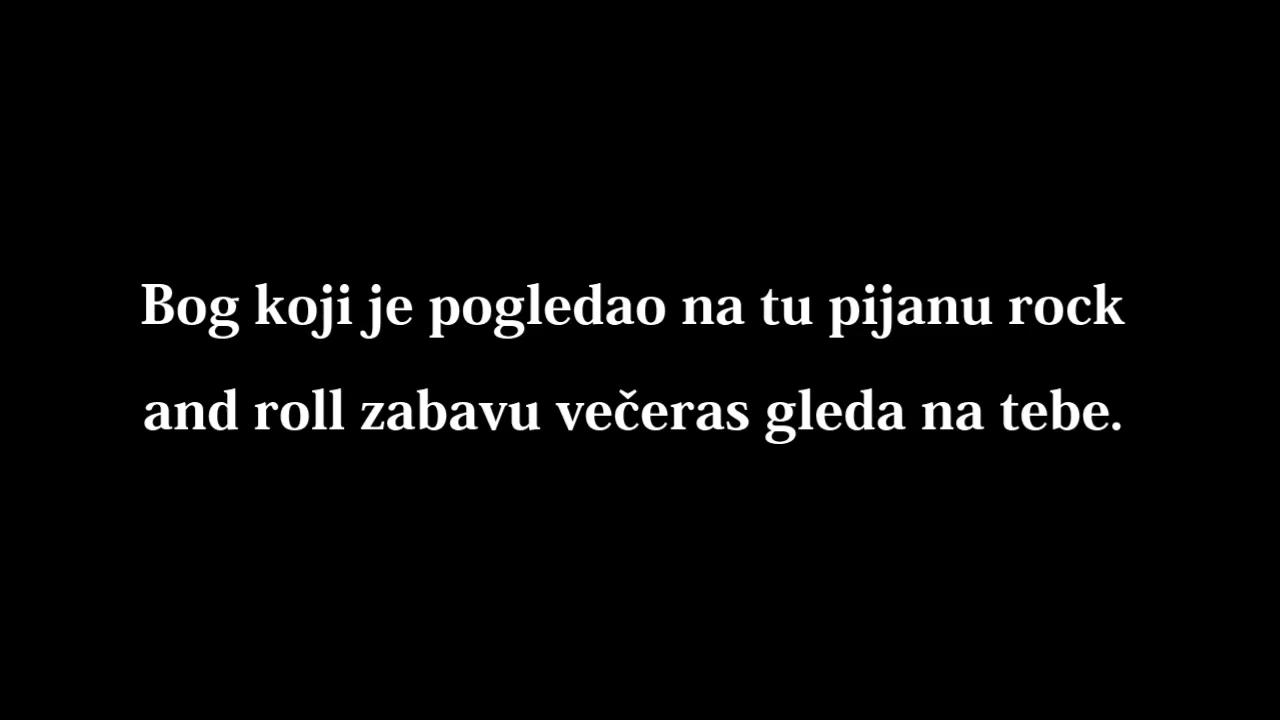 Bog koji je pogledao na tu pijanu rock
and roll zabavu večeras gleda na tebe.